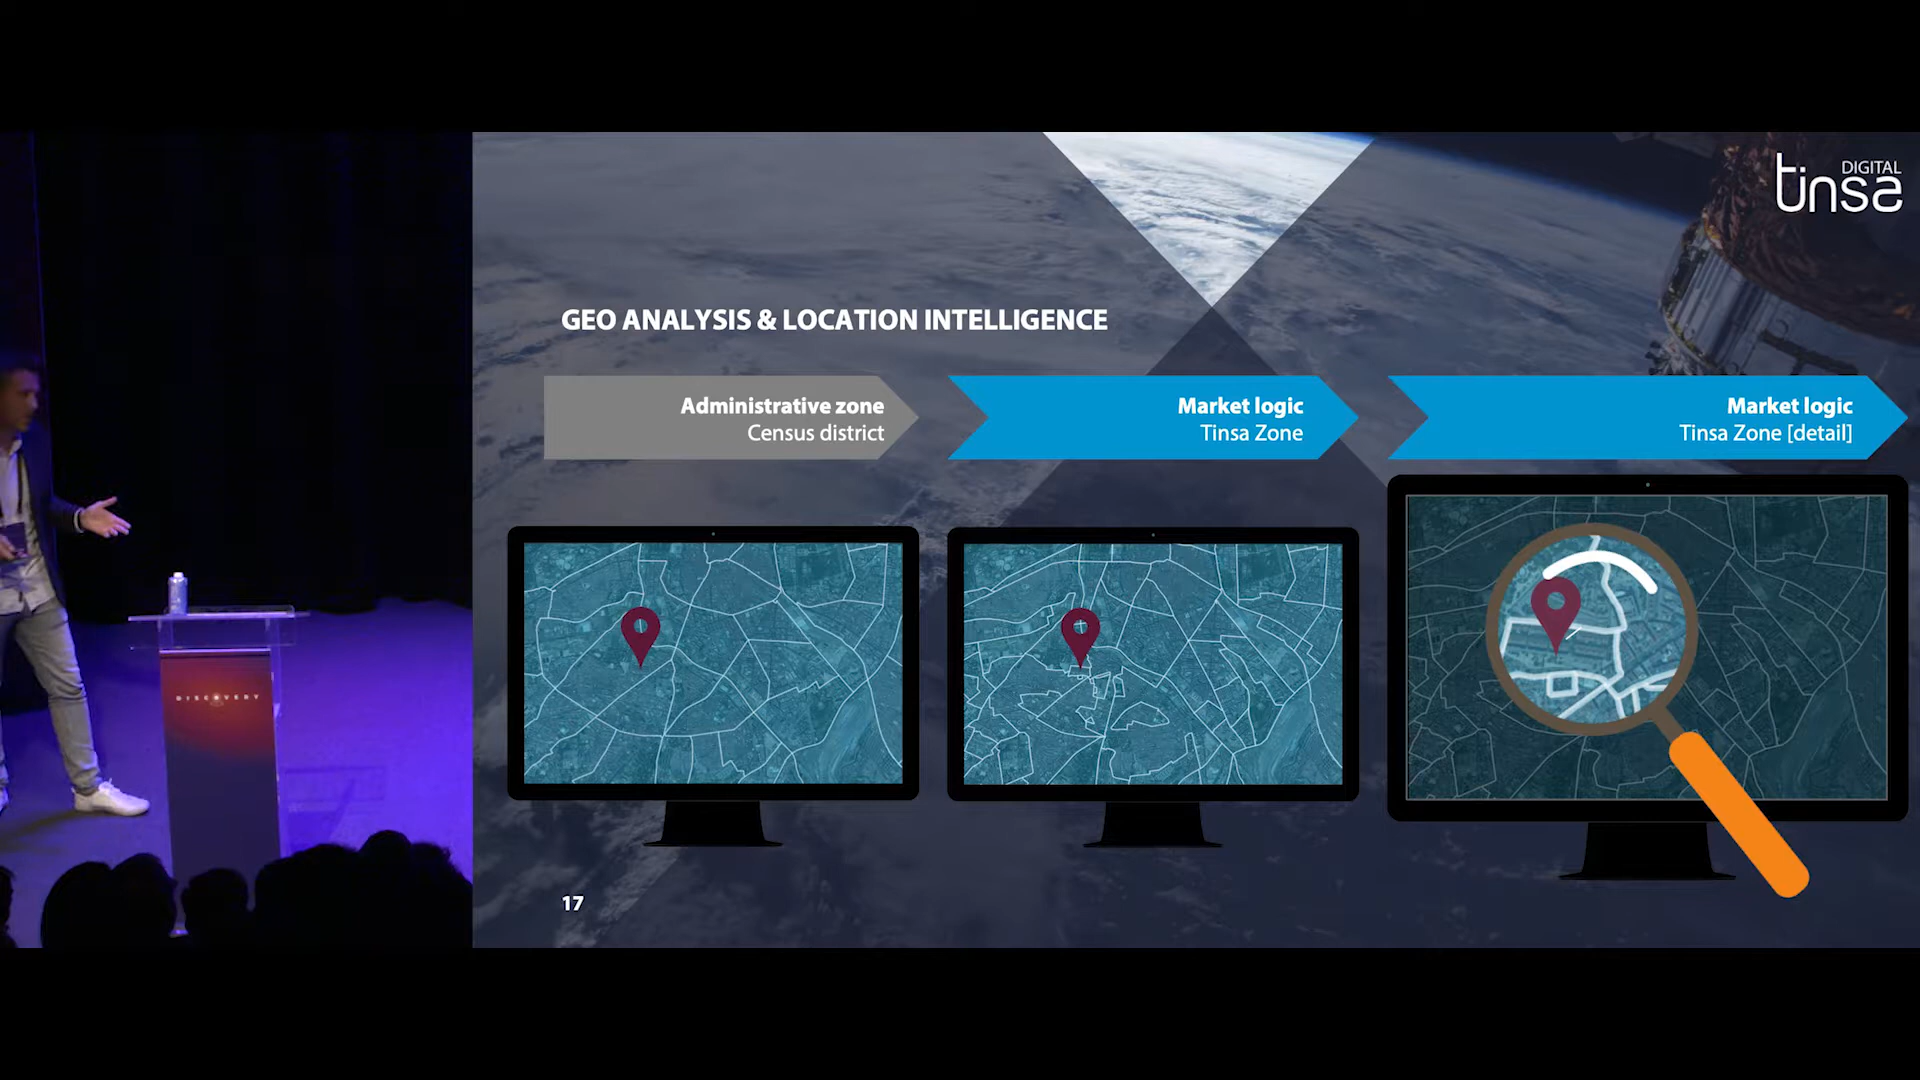 DIGITAL
tinsa
GEO ANALYSIS & LOCATION INTELLIGENCE
Administrative zone
Census district
Market logic
Tinsa Zone
Market logic
Tinsa Zone [detail]
DISCOVERY
17